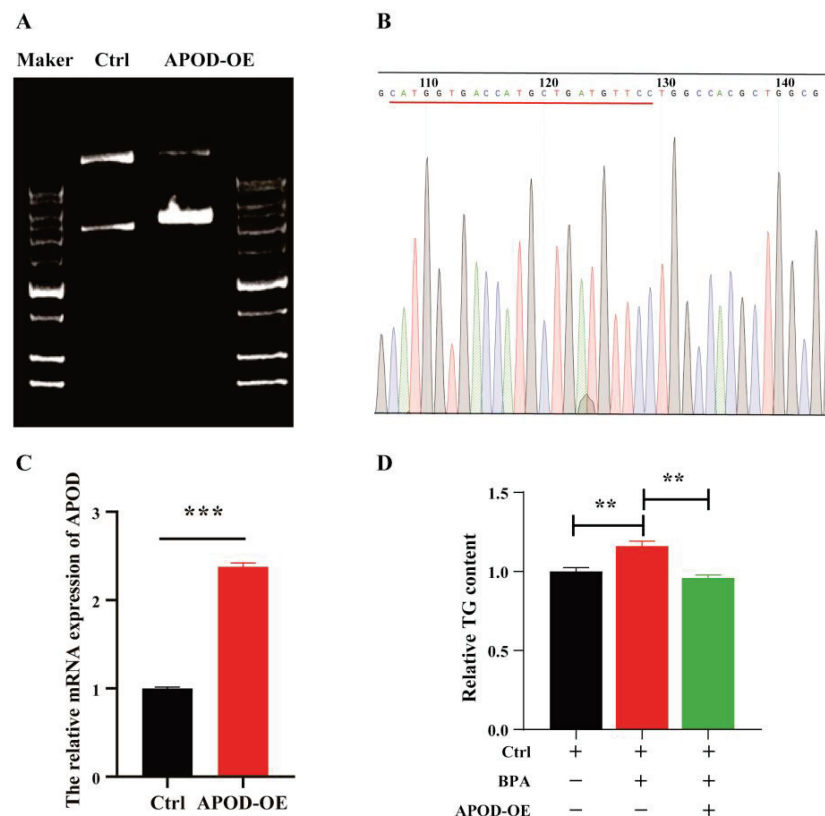 A
B
Maker Ctrl APOD-OE
110 120 130 140
GCATGGTGACCATGCTGATGTTCCTGGCCACGCTGGCG
C
D
The relative mRNA expression of APOD
3
2
1
0
***
Ctrl APOD-OE
Relative TG content
1.5
1.0
0.5
0.0
** **
Ctrl + + +
BPA − + +
APOD-OE − − +